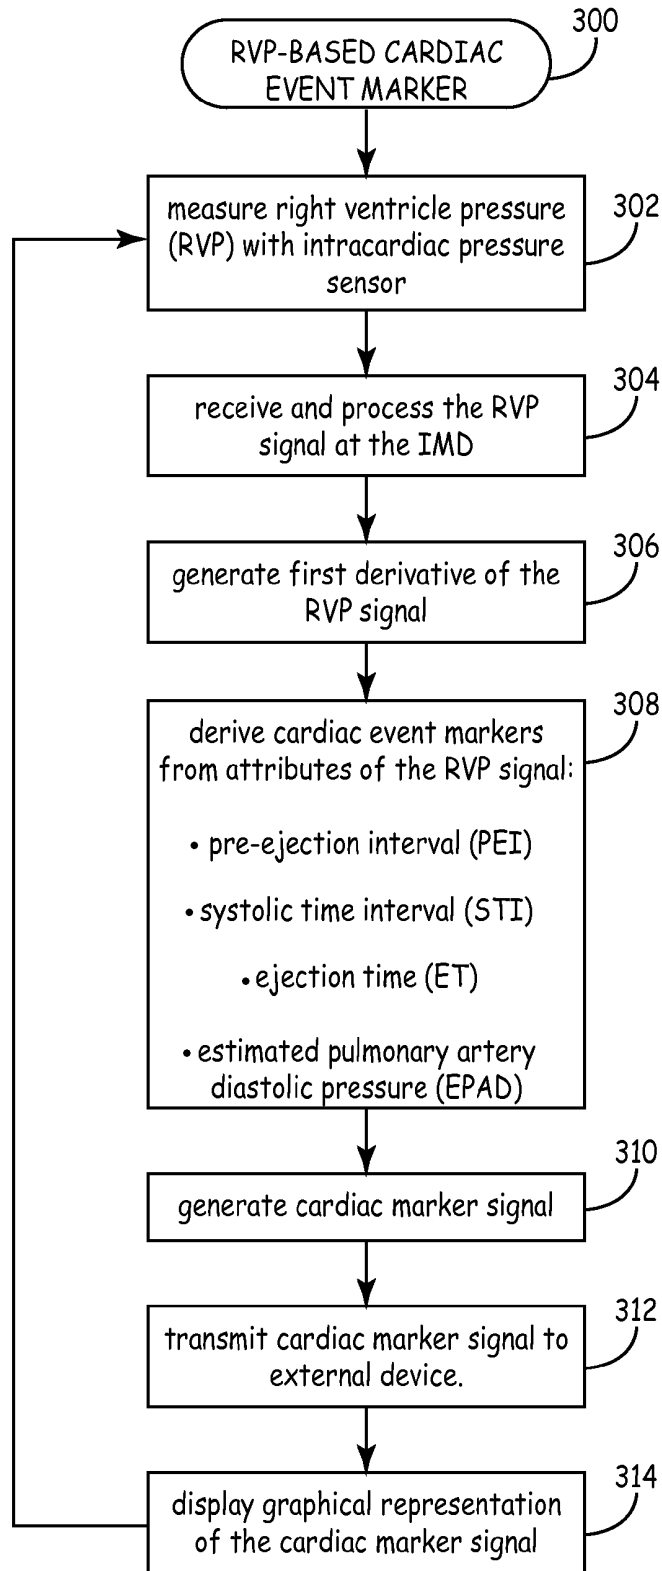 300
RVP-BASED CARDIAC
EVENT MARKER
302
measure right ventricle pressure
(RVP) with intracardiac pressure
sensor
304
receive and process the RVP
signal at the IMD
306
generate first derivative of the
RVP signal
308
derive cardiac event markers
from attributes of the RVP signal:
• pre-ejection interval (PEI)
• systolic time interval (STI)
• ejection time (ET)
• estimated pulmonary artery
diastolic pressure (EPAD)
310
generate cardiac marker signal
312
transmit cardiac marker signal to
external device.
314
display graphical representation
of the cardiac marker signal